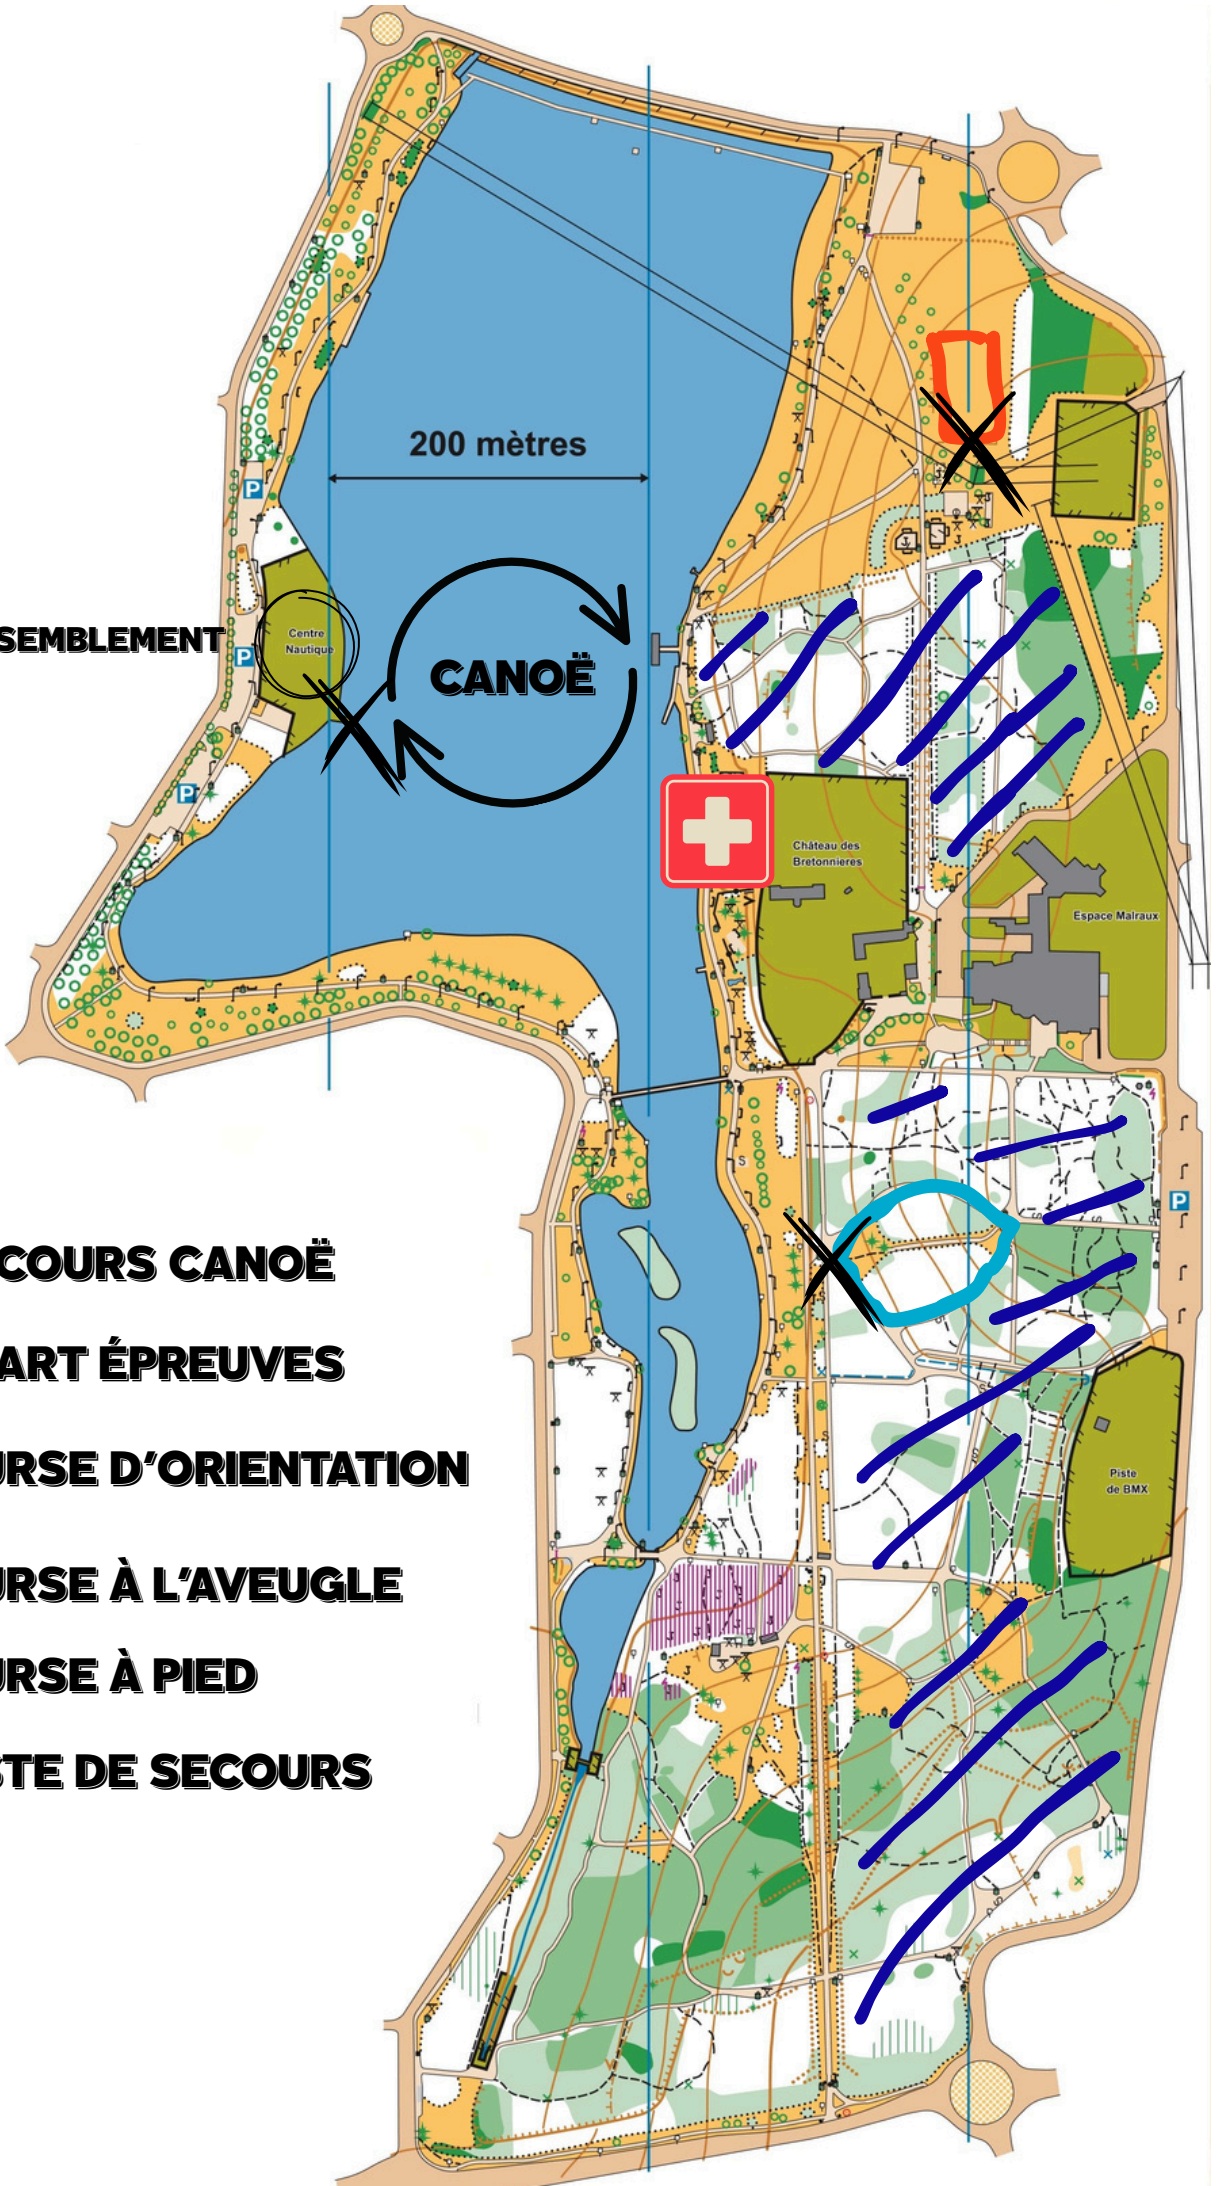 200 mètres
P
SEMBLEMENT
P
Centre
Nautique
CANOË
P
Château des
Bretonnieres
Espace Malraux
P
COURS CANOË
ART ÉPREUVES
URSE D'ORIENTATION
Piste
de BMX
URSE À L'AVEUGLE
URSE À PIED
STE DE SECOURS